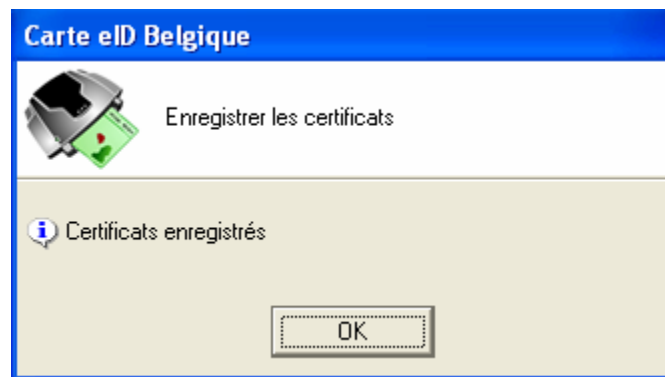 Carte eID Belgique
Enregistrer les certificats
Certificats enregistrés
OK